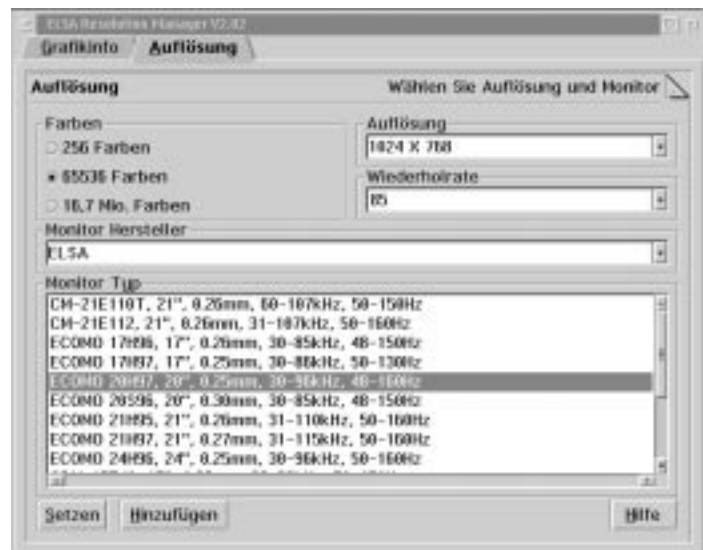 ELSA Resolution Manager V2.02
Grafikinfo
Auflösung
Auflösung
Wählen Sie Auflösung und Monitor
Farben
256 Farben
65536 Farben
16,7 Mio. Farben
Auflösung
1024 X 768
Wiederholrate
85
Monitor Hersteller
ELSA
Monitor Typ
CM-21E110T, 21", 0.26mm, 60-107kHz, 50-150Hz
CM-21E112, 21", 0.26mm, 31-107kHz, 50-160Hz
ECOMO 17H96, 17", 0.26mm, 30-85kHz, 48-150Hz
ECOMO 17H97, 17", 0.25mm, 30-86kHz, 50-130Hz
ECOMO 20H97, 20", 0.25mm, 30-96kHz, 48-160Hz
ECOMO 20S96, 20", 0.30mm, 30-85kHz, 48-150Hz
ECOMO 21H95, 21", 0.26mm, 31-110kHz, 50-160Hz
ECOMO 21H97, 21", 0.27mm, 31-115kHz, 50-160Hz
ECOMO 24H96, 24", 0.25mm, 30-96kHz, 50-160Hz
Setzen
Hinzufügen
Hilfe